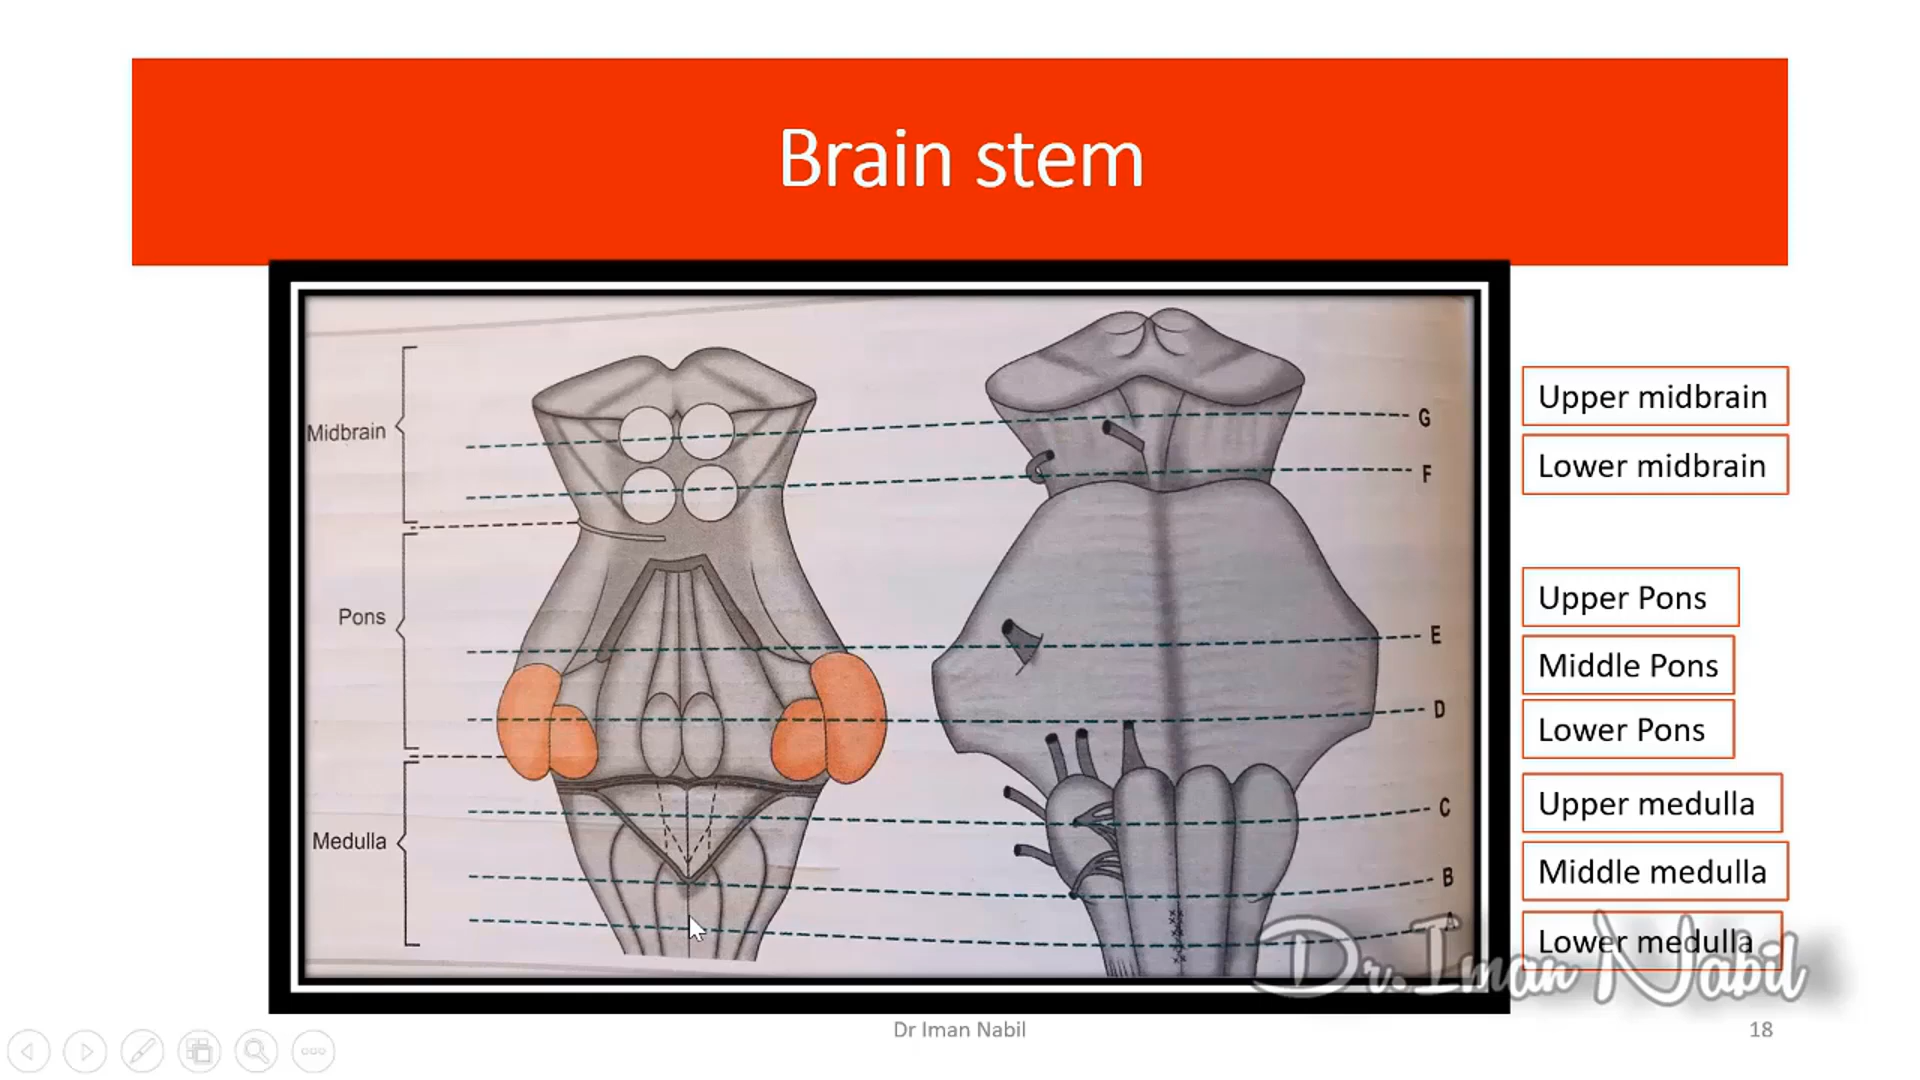 Brain stem
Midbrain
Pons
Medulla
G
F
E
D
C
B
A
Upper midbrain
Lower midbrain
Upper Pons
Middle Pons
Lower Pons
Upper medulla
Middle medulla
Lower medulla
Dr.Iman Nabil
Dr Iman Nabil
18